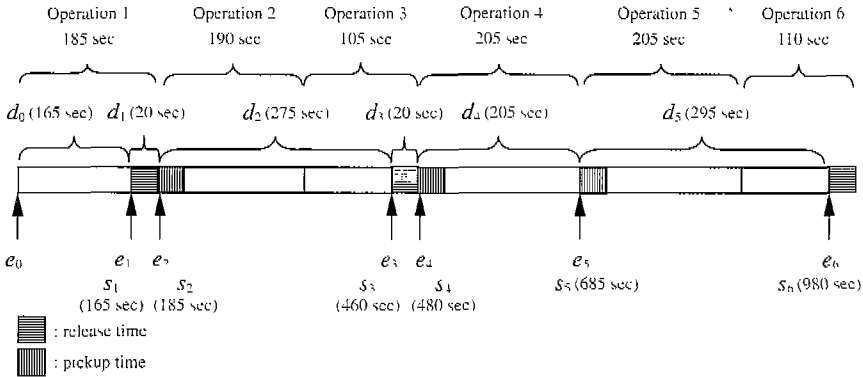 Operation 1 Operation 2 Operation 3 Operation 4 Operation 5 Operation 6
185 sec 190 sec 105 sec 205 sec 205 sec 110 sec
d0 (165 sec) d1 (20 sec) d2 (275 sec) d3 (20 sec) d4 (205 sec) d5 (295 sec)
e0 e1 e2 e3 e4 e5 e6
s1 s2 s3 s4 s5 (685 sec) s6 (980 sec)
(165 sec) (185 sec) (460 sec) (480 sec)
: release time
: pickup time